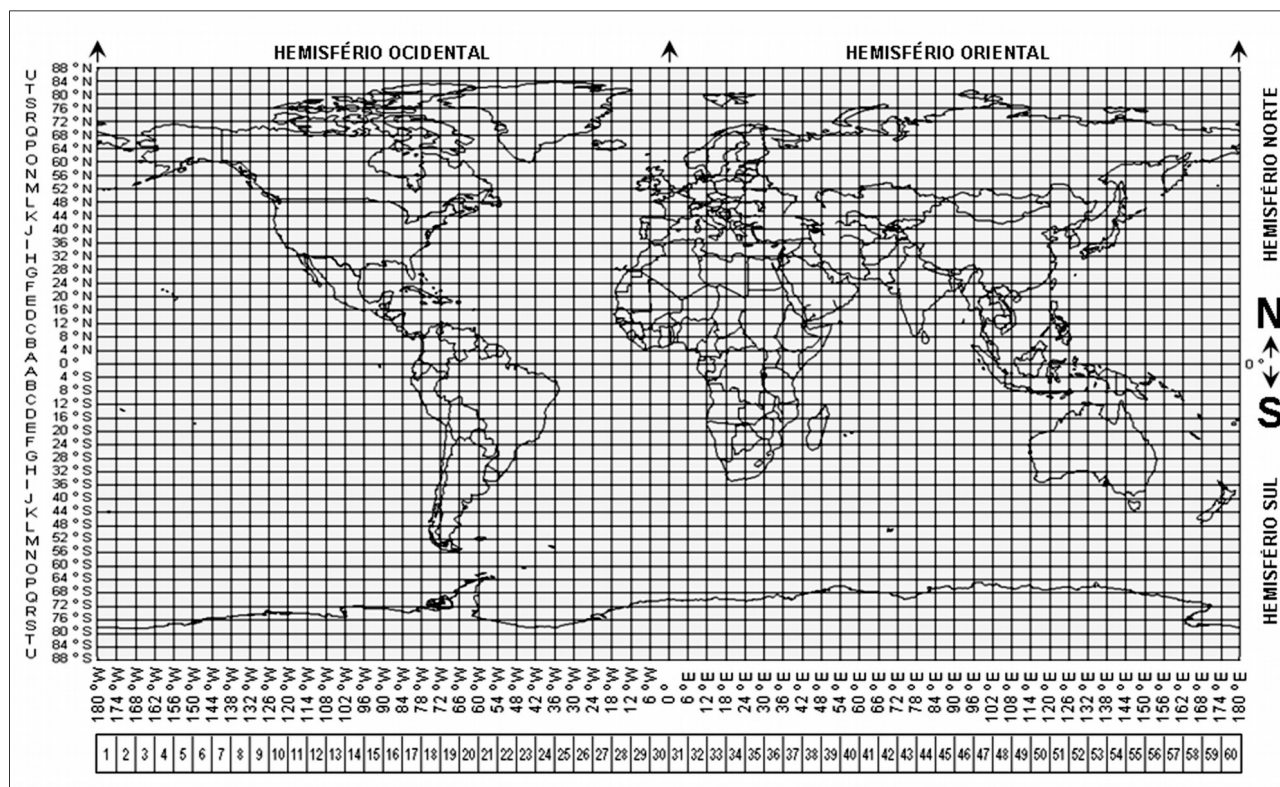 HEMISFÉRIO OCIDENTAL
HEMISFÉRIO ORIENTAL
U
T
S
R
Q
P
O
N
M
L
K
J
I
H
G
F
E
D
C
B
A
A
B
C
D
E
F
G
H
I
J
K
L
M
N
O
P
Q
R
S
T
U
88 ° N
84 ° N
80 ° N
76 ° N
72 ° N
68 ° N
64 ° N
60 ° N
56 ° N
52 ° N
48 ° N
44 ° N
40 ° N
36 ° N
32 ° N
28 ° N
24 ° N
20 ° N
16 ° N
12 ° N
8 ° N
4 ° N
0 °
4 ° S
8 ° S
12 ° S
16 ° S
20 ° S
24 ° S
28 ° S
32 ° S
36 ° S
40 ° S
44 ° S
48 ° S
52 ° S
56 ° S
60 ° S
64 ° S
68 ° S
72 ° S
76 ° S
80 ° S
84 ° S
88 ° S
HEMISFÉRIO NORTE
N
0 °
S
HEMISFÉRIO SUL
180 °W 174 °W 168 °W 162 °W 156 °W 150 °W 144 °W 138 °W 132 °W 126 °W 120 °W 114 °W 108 °W 102 °W 96 °W 90 °W 84 °W 78 °W 72 °W 66 °W 60 °W 54 °W 48 °W 42 °W 36 °W 30 °W 24 °W 18 °W 12 °W 6 °W 0 ° 6 °E 12 °E 18 °E 24 °E 30 °E 36 °E 42 °E 48 °E 54 °E 60 °E 66 °E 72 °E 78 °E 84 °E 90 °E 96 °E 102 °E 108 °E 114 °E 120 °E 126 °E 132 °E 138 °E 144 °E 150 °E 156 °E 162 °E 168 °E 174 °E 180 °E
1 2 3 4 5 6 7 8 9 10 11 12 13 14 15 16 17 18 19 20 21 22 23 24 25 26 27 28 29 30 31 32 33 34 35 36 37 38 39 40 41 42 43 44 45 46 47 48 49 50 51 52 53 54 55 56 57 58 59 60